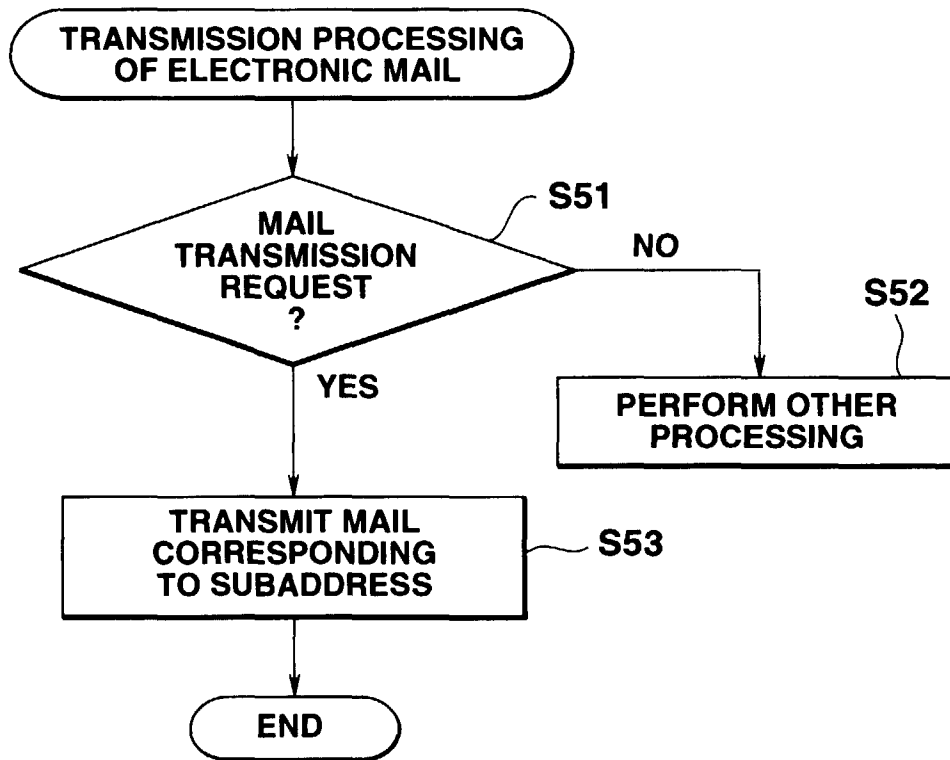 TRANSMISSION PROCESSING
OF ELECTRONIC MAIL
S51
MAIL
TRANSMISSION
REQUEST
?
NO
S52
YES
PERFORM OTHER
PROCESSING
TRANSMIT MAIL
CORRESPONDING
TO SUBADDRESS
S53
END